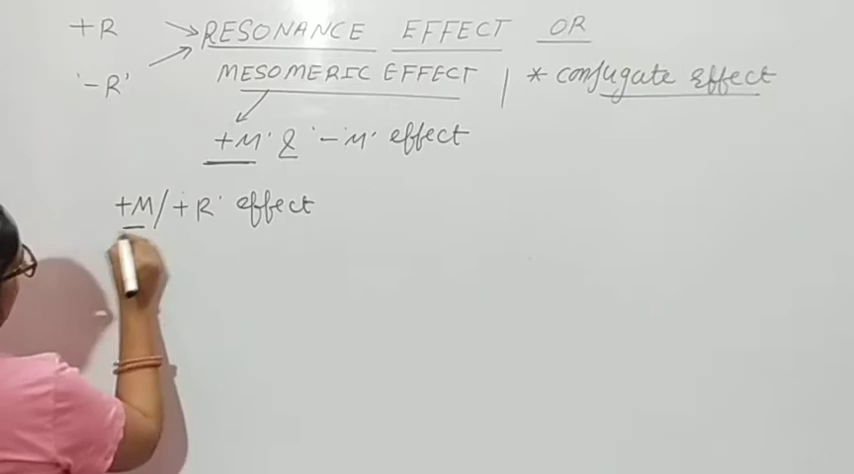 +R RESONANCE EFFECT OR
'-R' MESOMERIC EFFECT | * conjugate effect
+M' & '-M' effect
+M/+R' effect